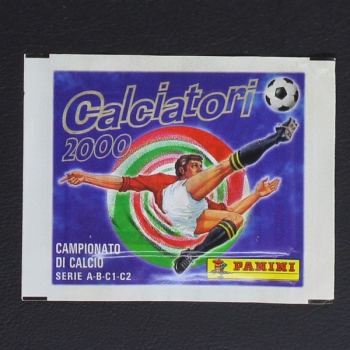 Calciatori
2000
CAMPIONATO
DI CALCIO
SERIE A-B-C1-C2
PANINI